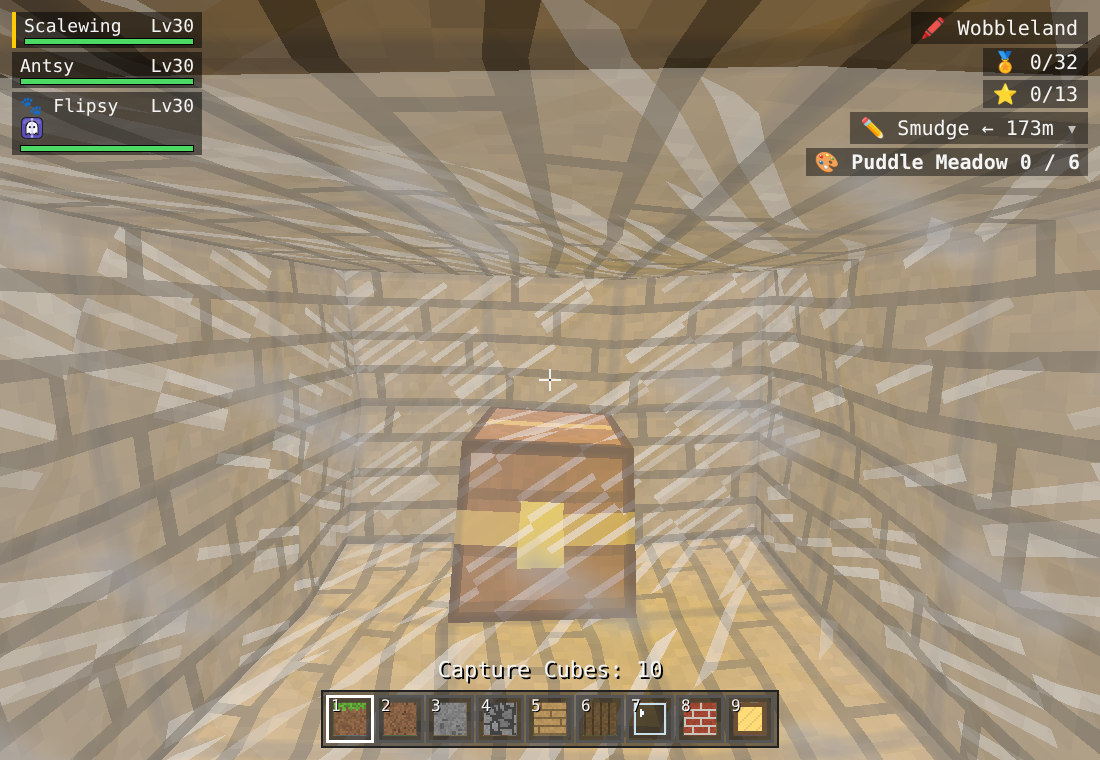 Scalewing Lv30
Antsy Lv30
Flipsy Lv30
Wobbleland
0/32
0/13
Smudge ← 173m ▾
Puddle Meadow 0 / 6
Capture Cubes: 10
1 2 3 4 5 6 7 8 9